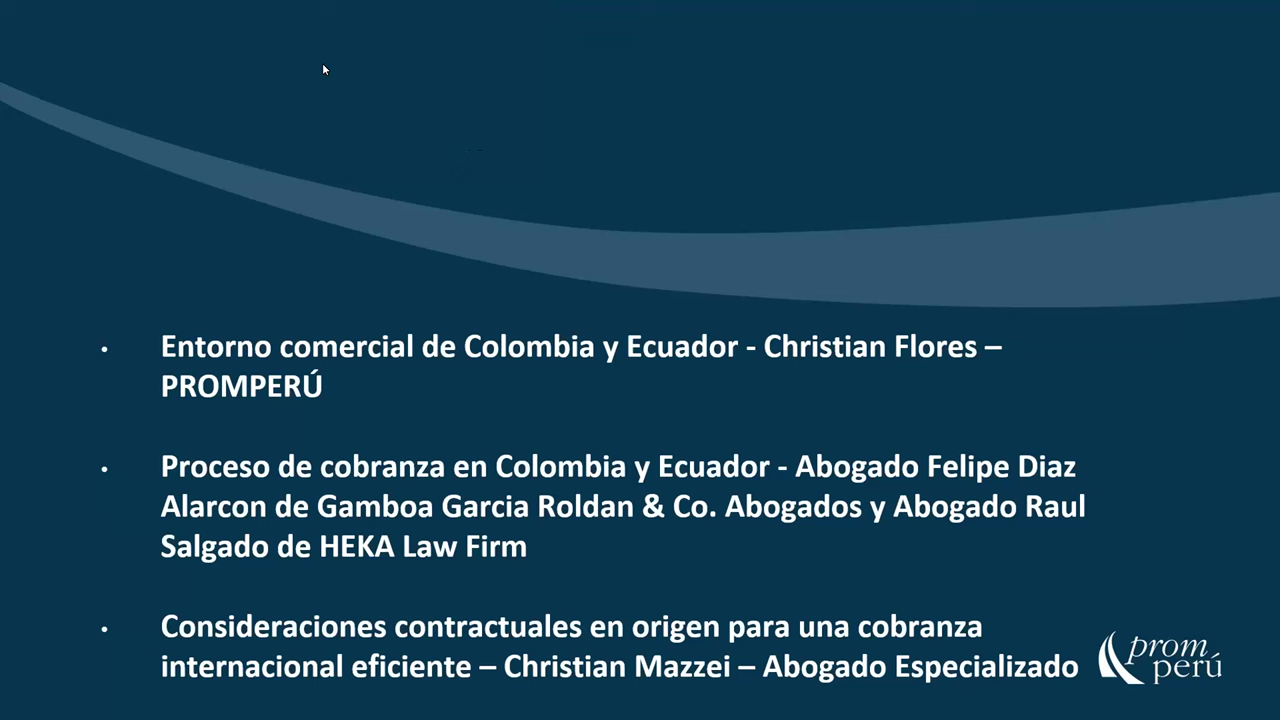 • Entorno comercial de Colombia y Ecuador - Christian Flores –
PROMPERÚ
• Proceso de cobranza en Colombia y Ecuador - Abogado Felipe Diaz
Alarcon de Gamboa Garcia Roldan & Co. Abogados y Abogado Raul
Salgado de HEKA Law Firm
• Consideraciones contractuales en origen para una cobranza
internacional eficiente – Christian Mazzei – Abogado Especializado
prom
perú